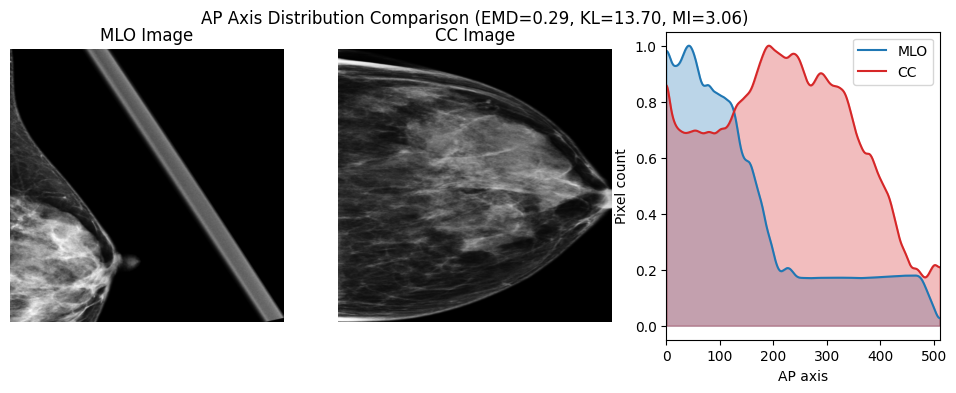 AP Axis Distribution Comparison (EMD=0.29, KL=13.70, MI=3.06)
MLO Image
CC Image
MLO
CC
Pixel count
1.0
0.8
0.6
0.4
0.2
0.0
0 100 200 300 400 500
AP axis